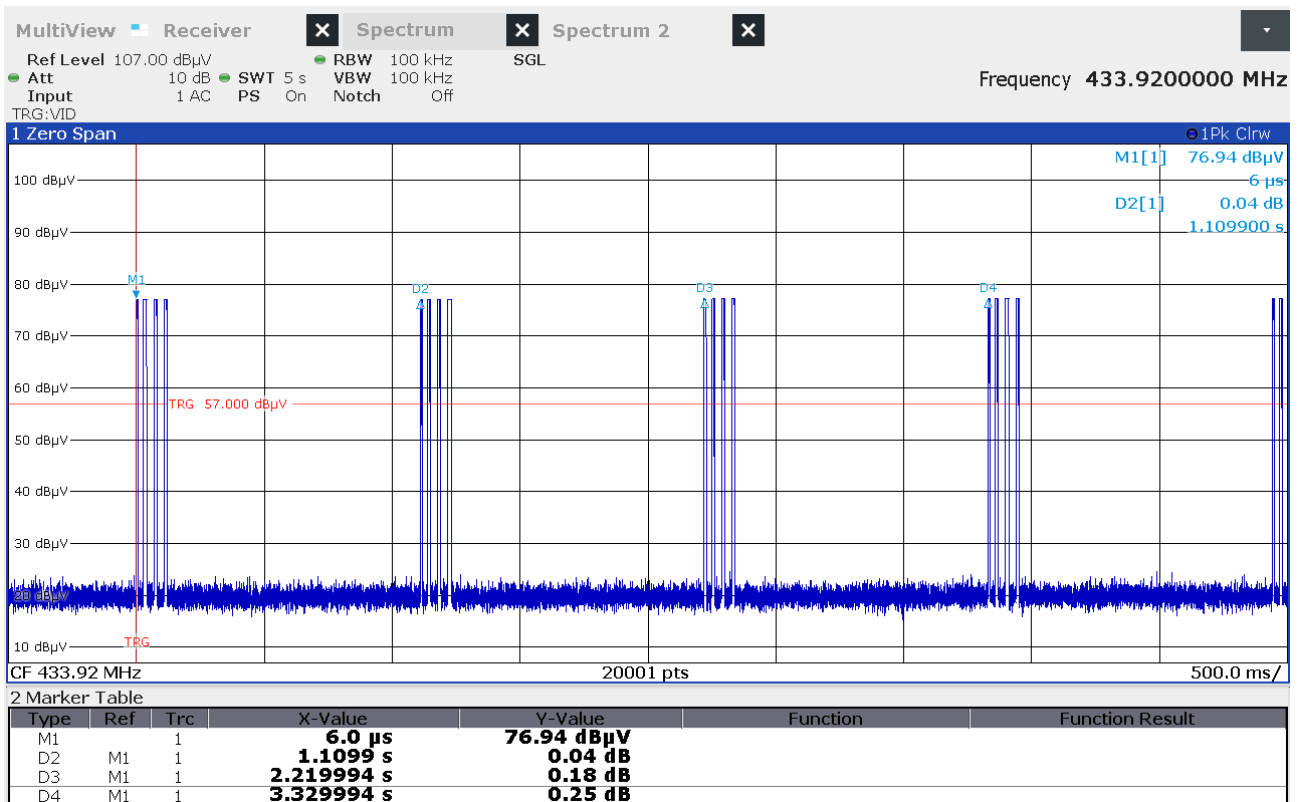 MultiView Receiver Spectrum Spectrum 2
Ref Level 107.00 dBµV RBW 100 kHz SGL
Att 10 dB SWT 5 s VBW 100 kHz
Input 1 AC PS On Notch Off
Frequency 433.9200000 MHz
TRG:VID
1 Zero Span 1Pk Clrw
M1[1] 76.94 dBµV
6 µs
D2[1] 0.04 dB
1.109900 s
100 dBµV
90 dBµV
80 dBµV
M1
D2
D3
D4
70 dBµV
60 dBµV
TRG 57.000 dBµV
50 dBµV
40 dBµV
30 dBµV
20 dBµV
10 dBµV
TRG
CF 433.92 MHz 20001 pts 500.0 ms/
2 Marker Table
Type Ref Trc X-Value Y-Value Function Function Result
M1 1 6.0 µs 76.94 dBµV
D2 M1 1 1.1099 s 0.04 dB
D3 M1 1 2.219994 s 0.18 dB
D4 M1 1 3.329994 s 0.25 dB